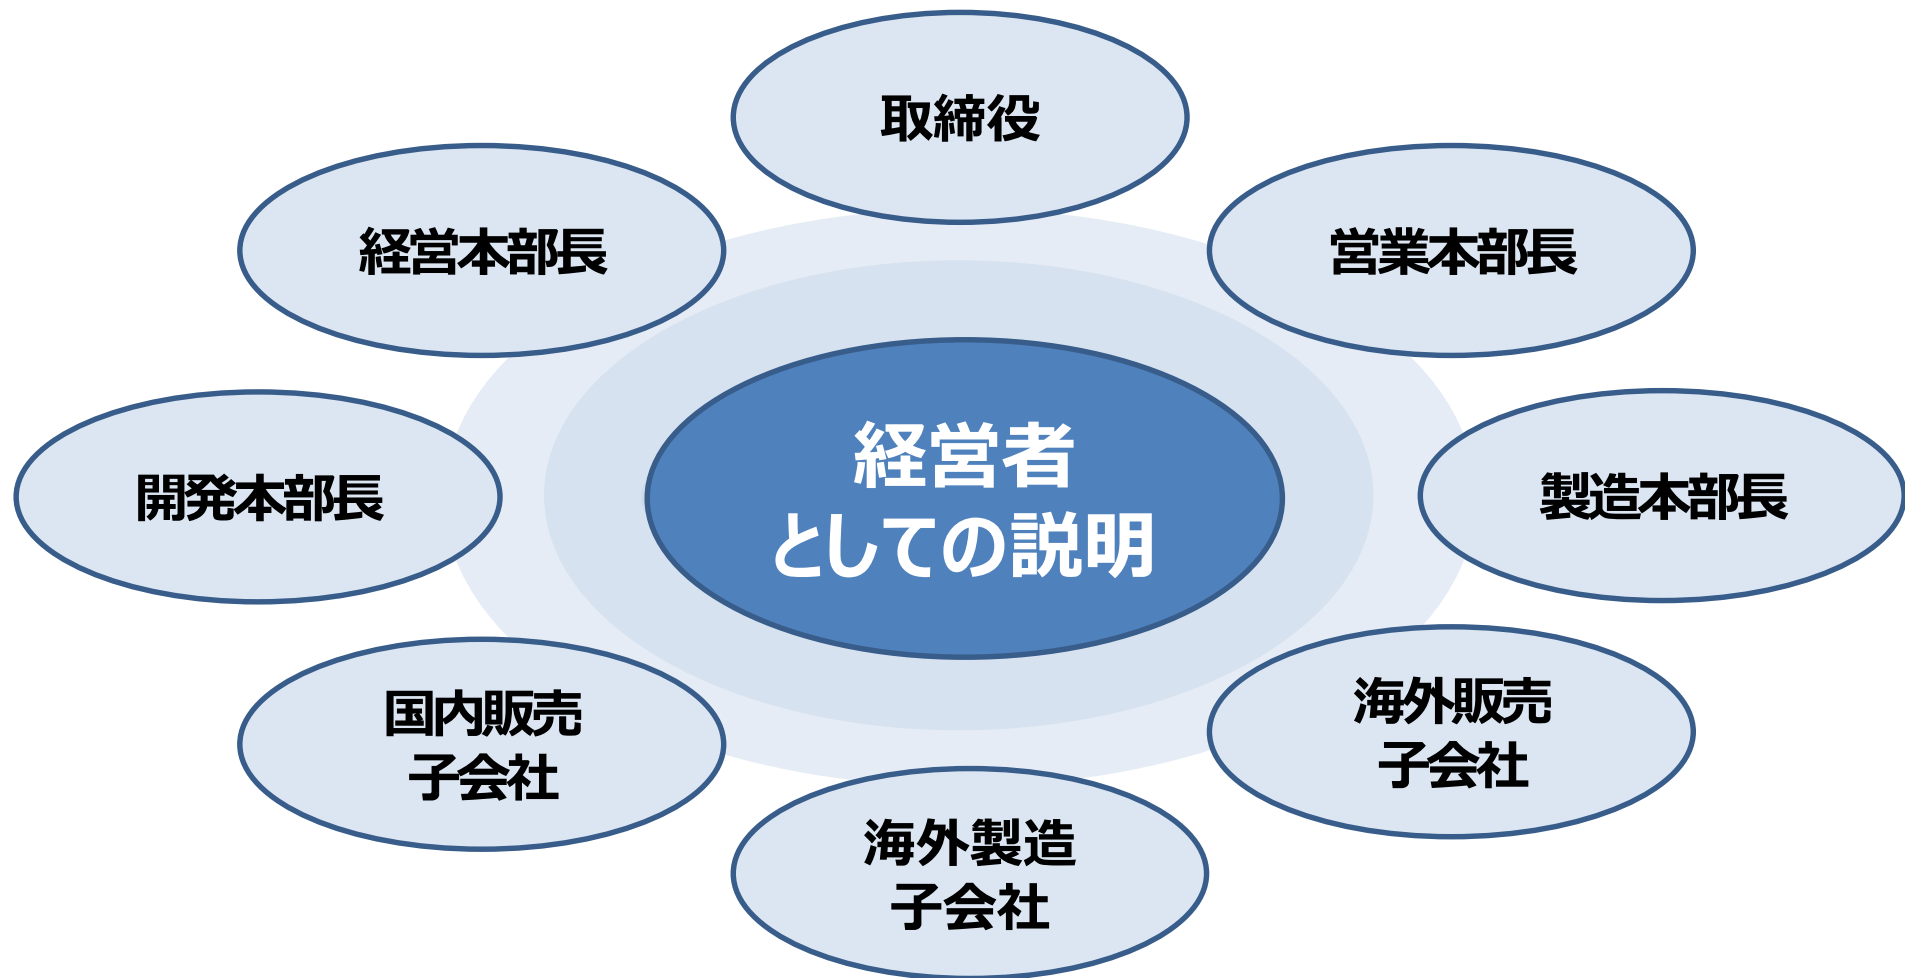 取締役
経営本部長
営業本部長
経営者
としての説明
開発本部長
製造本部長
国内販売
子会社
海外販売
子会社
海外製造
子会社